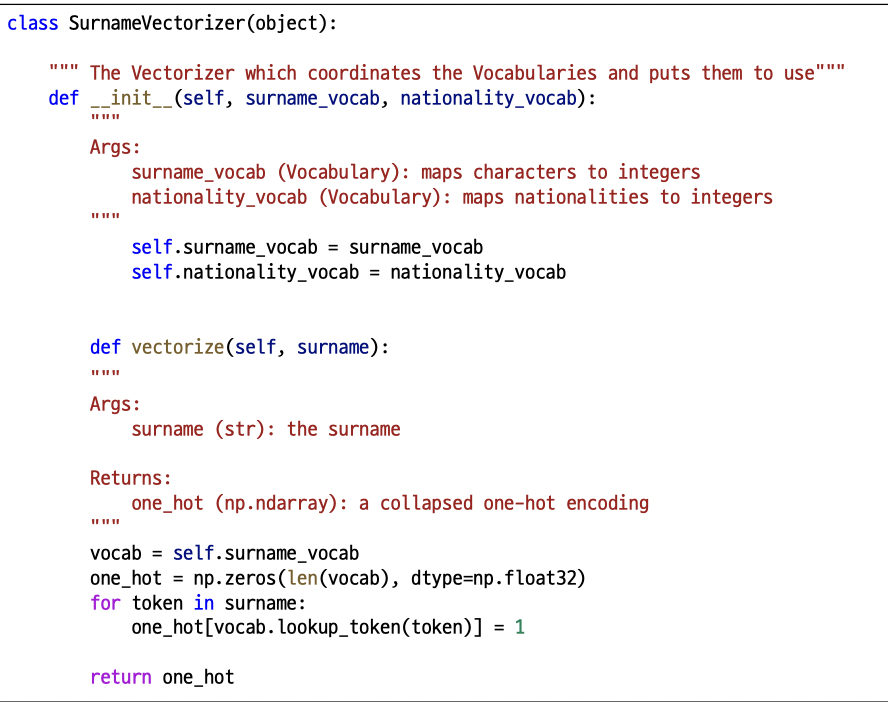 class SurnameVectorizer(object):
    """ The Vectorizer which coordinates the Vocabularies and puts them to use"""
    def __init__(self, surname_vocab, nationality_vocab):
        """
        Args:
            surname_vocab (Vocabulary): maps characters to integers
            nationality_vocab (Vocabulary): maps nationalities to integers
        """
            self.surname_vocab = surname_vocab
            self.nationality_vocab = nationality_vocab
        def vectorize(self, surname):
        """
        Args:
            surname (str): the surname
        Returns:
            one_hot (np.ndarray): a collapsed one-hot encoding
        """
        vocab = self.surname_vocab
        one_hot = np.zeros(len(vocab), dtype=np.float32)
        for token in surname:
            one_hot[vocab.lookup_token(token)] = 1
        return one_hot